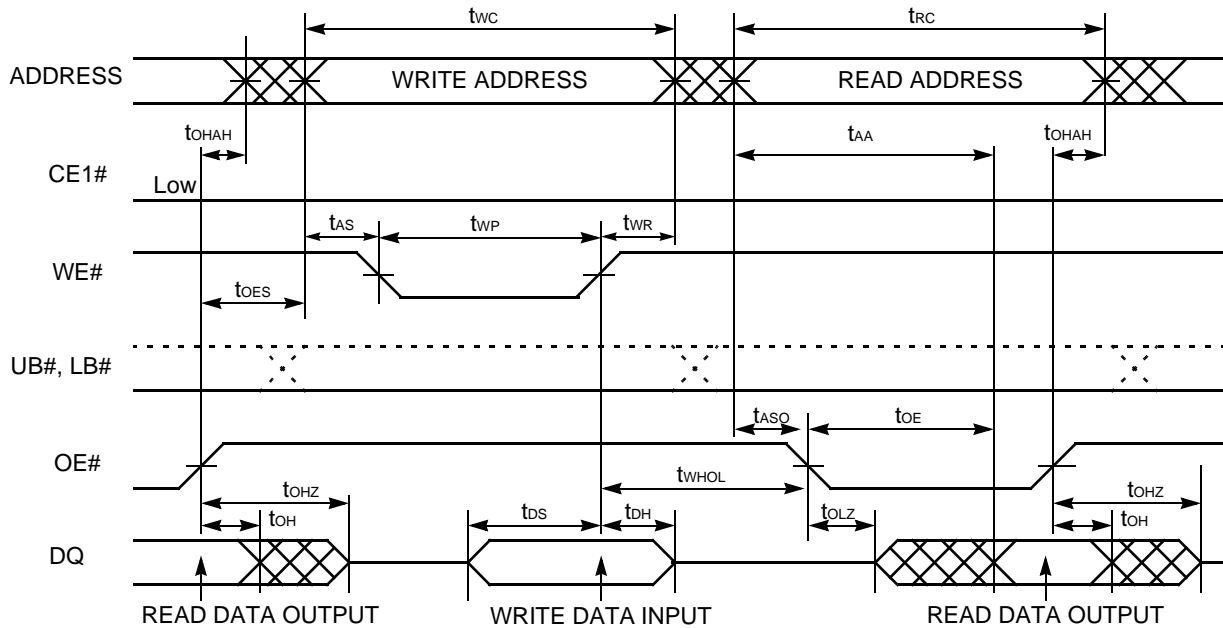 tWC tRC
ADDRESS WRITE ADDRESS READ ADDRESS
tOHAH tAA tOHAH
CE1# Low
tAS tWP tWR
WE#
tOES
UB#, LB#
tASO tOE
OE#
tWHOL
tOHZ tOHZ
tOH tDS tDH tOLZ tOH
DQ
READ DATA OUTPUT WRITE DATA INPUT READ DATA OUTPUT